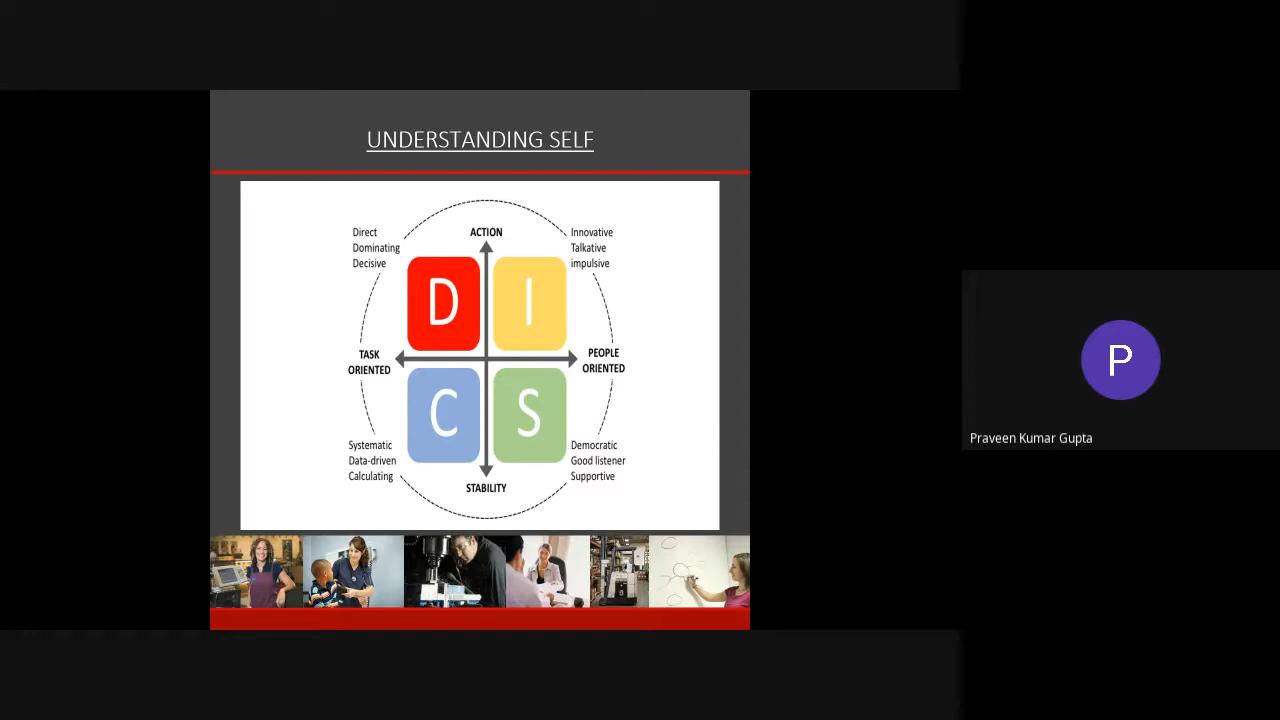 UNDERSTANDING SELF
Direct
Dominating
Decisive
ACTION
Innovative
Talkative
impulsive
D
I
TASK
ORIENTED
PEOPLE
ORIENTED
C
S
Systematic
Data-driven
Calculating
Democratic
Good listener
Supportive
STABILITY
P
Praveen Kumar Gupta